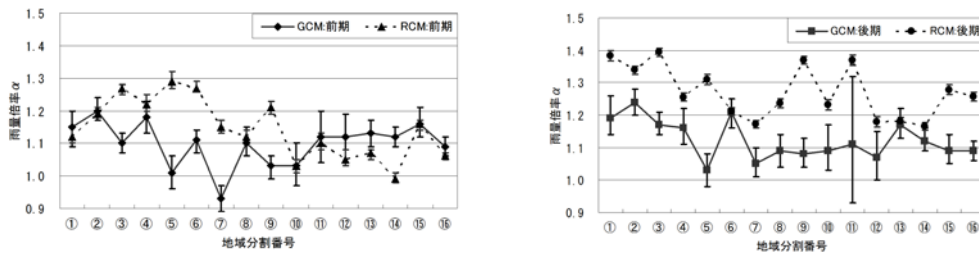 GCM:前期 RCM:前期
雨量倍率α
1.5
1.4
1.3
1.2
1.1
1.0
0.9
① ② ③ ④ ⑤ ⑥ ⑦ ⑧ ⑨ ⑩ ⑪ ⑫ ⑬ ⑭ ⑮ ⑯
地域分割番号
GCM:後期 RCM:後期
雨量倍率α
1.5
1.4
1.3
1.2
1.1
1.0
0.9
① ② ③ ④ ⑤ ⑥ ⑦ ⑧ ⑨ ⑩ ⑪ ⑫ ⑬ ⑭ ⑮ ⑯
地域分割番号